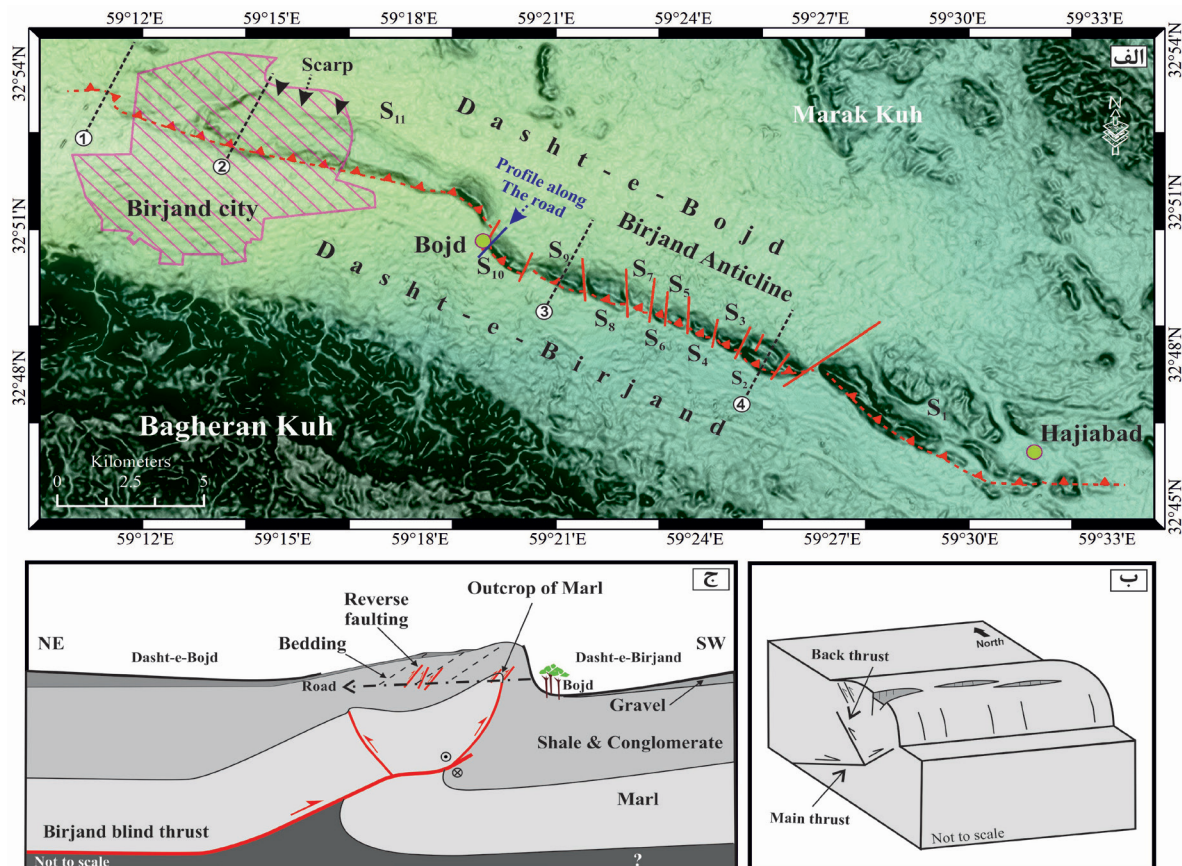 59°12'E 59°15'E 59°18'E 59°21'E 59°24'E 59°27'E 59°30'E 59°33'E
32°54'N
32°51'N
32°48'N
32°54'N
32°51'N
32°48'N
32°45'N
الف
N
Scarp
S11
Marak Kuh
Dasht-e-Bojd
1
2
Birjand city
Profile along
The road
Bojd
S10
S9
Birjand Anticline
S7
S5
S3
3
S8
S6
S4
S2
4
Dasht-e-Birjand
S1
Hajiabad
Bagheran Kuh
Kilometers
0 2.5 5
59°12'E 59°15'E 59°18'E 59°21'E 59°24'E 59°27'E 59°30'E 59°33'E
ج
Outcrop of Marl
Reverse
faulting
NE
Bedding
SW
Dasht-e-Bojd
Dasht-e-Birjand
Road
Bojd
Gravel
Shale & Conglomerate
Marl
Birjand blind thrust
Not to scale
?
ب
North
Back thrust
Main thrust
Not to scale